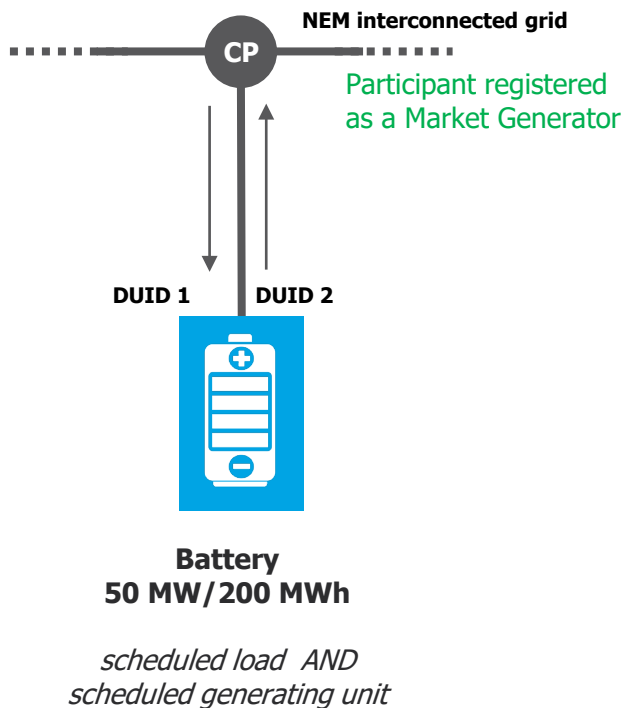 NEM interconnected grid
CP
Participant registered
as a Market Generator
DUID 1
DUID 2
Battery
50 MW/200 MWh
scheduled load AND
scheduled generating unit